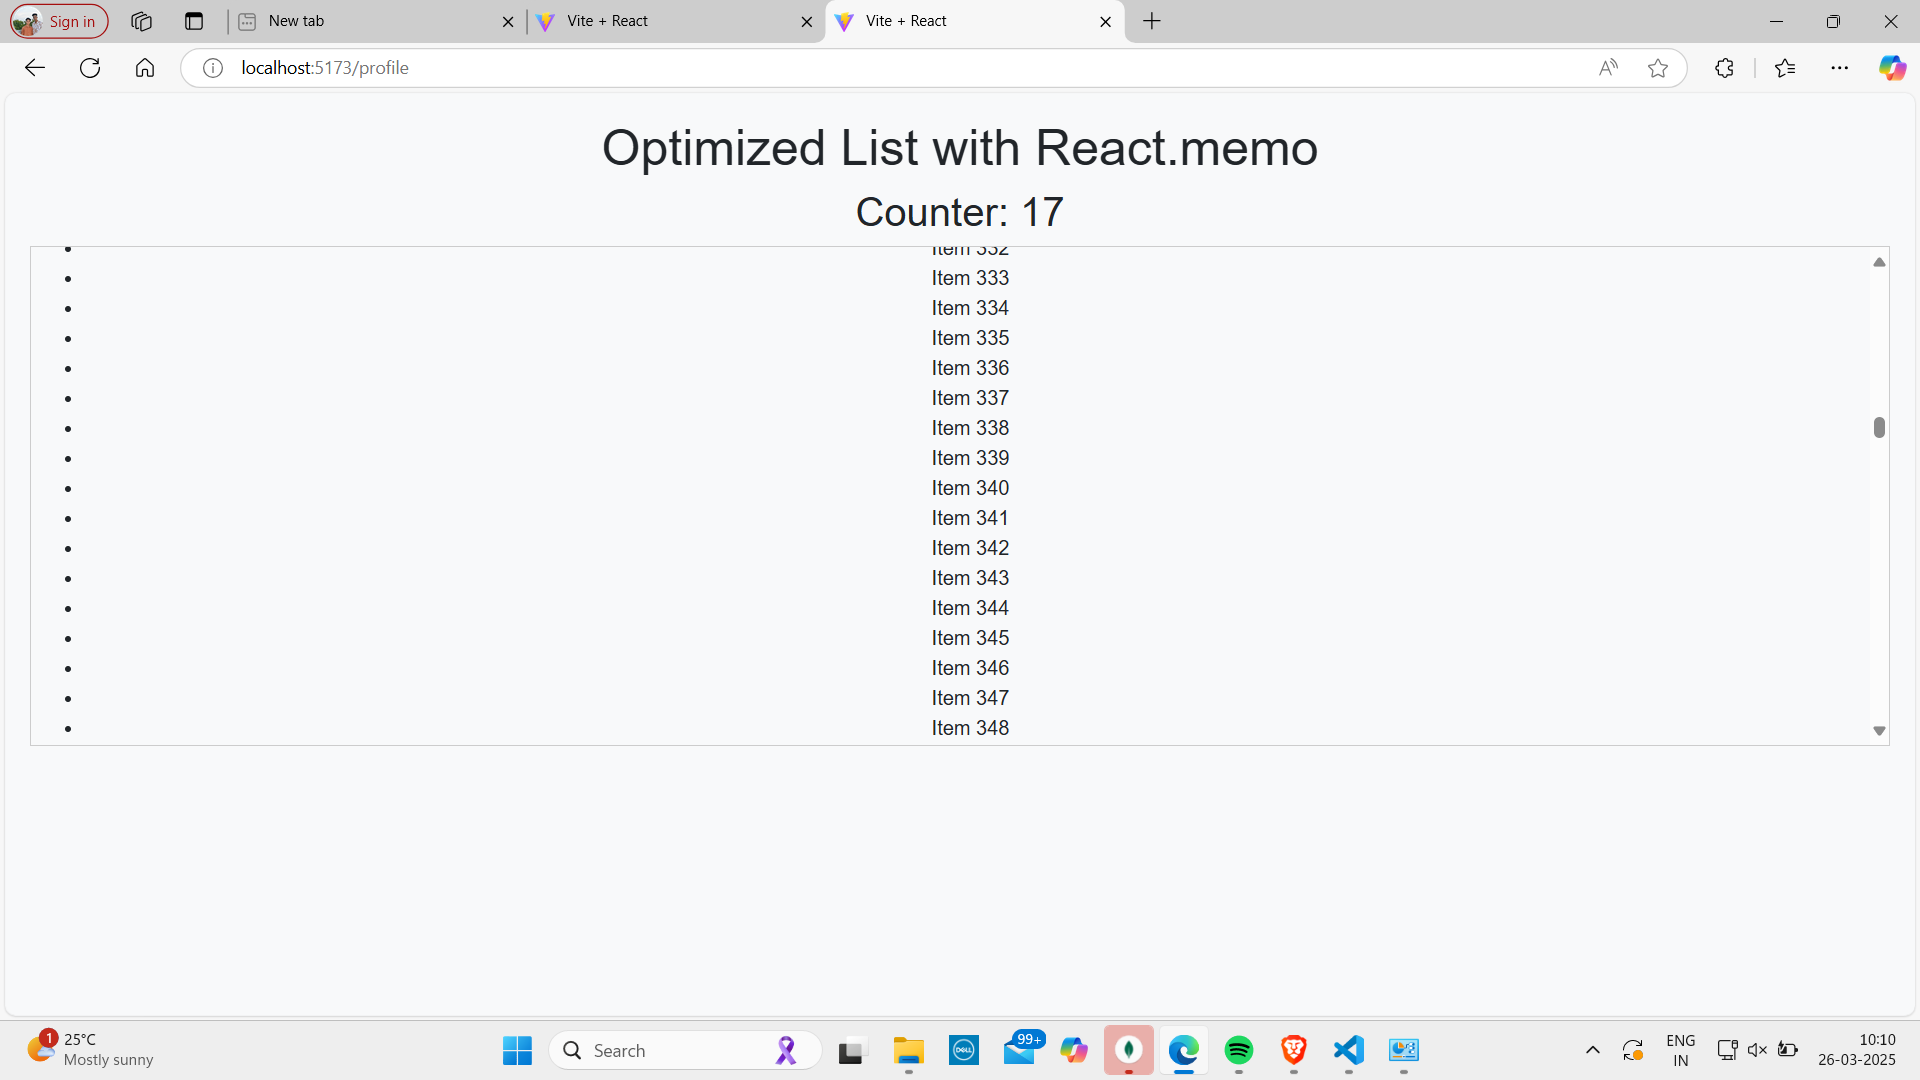 Sign in
New tab
Vite + React
Vite + React
localhost:5173/profile
Optimized List with React.memo
Counter: 17
Item 332
Item 333
Item 334
Item 335
Item 336
Item 337
Item 338
Item 339
Item 340
Item 341
Item 342
Item 343
Item 344
Item 345
Item 346
Item 347
Item 348
1
25°C
Mostly sunny
Search
DELL
99+
ENG
IN
10:10
26-03-2025